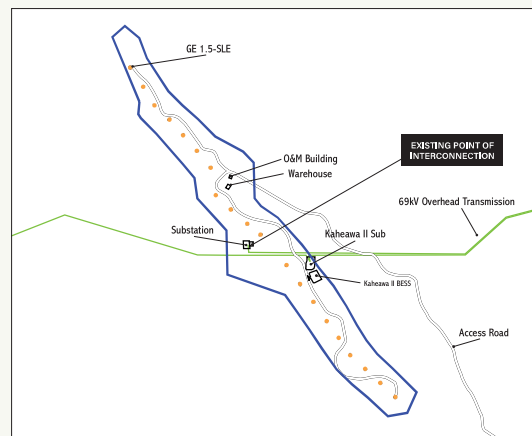 GE 1.5-SLE
EXISTING POINT OF
INTERCONNECTION
O&M Building
Warehouse
69kV Overhead Transmission
Substation
Kaheawa II Sub
Kaheawa II BESS
Access Road